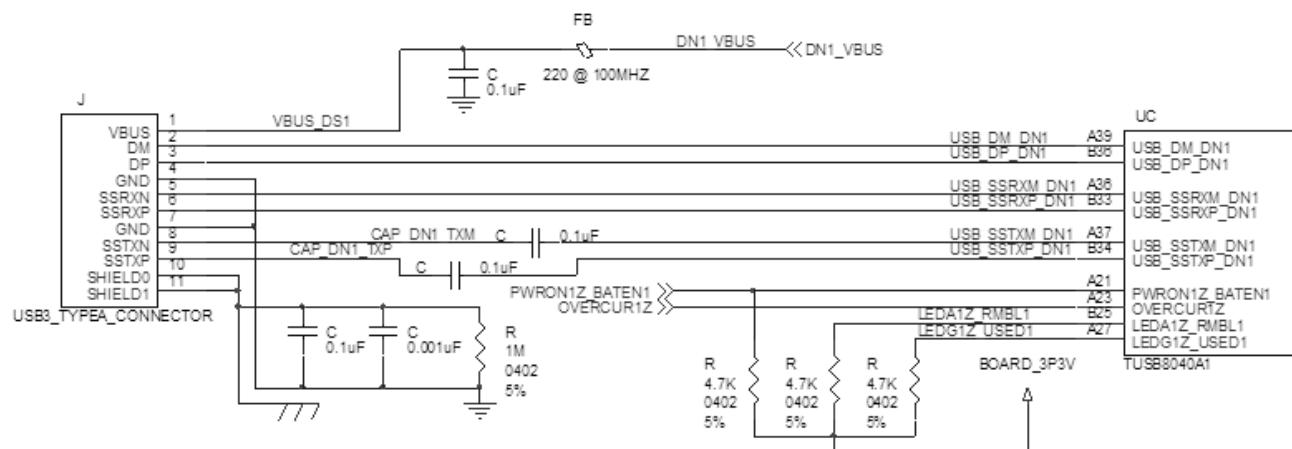 FB
DN1_VBUS
DN1_VBUS
C
0.1uF
220 @ 100MHZ
J
UC
1
VBUS_DS1
VBUS
2
USB_DM_DN1
A39
DM
3
USB_DP_DN1
B36
USB_DM_DN1
DP
4
USB_DP_DN1
GND
5
SSRXN
6
USB_SSRXM_DN1
A36
USB_SSRXM_DN1
SSRXP
7
USB_SSRXP_DN1
B33
USB_SSRXP_DN1
GND
8
CAP_DN1_TXM
C
0.1uF
USB_SSTXM_DN1
A37
SSTXN
9
CAP_DN1_TXP
USB_SSTXP_DN1
B34
USB_SSTXM_DN1
SSTXP
10
C
0.1uF
USB_SSTXP_DN1
SHIELD0
11
A21
SHIELD1
PWRON1Z_BATEN1
A23
PWRON1Z_BATEN1
OVERCUR1Z
B25
OVERCUR1Z
USB3_TYPEA_CONNECTOR
LEDA1Z_RMBL1
A27
LEDA1Z_RMBL1
LEDG1Z_USED1
LEDG1Z_USED1
C
0.1uF
C
0.001uF
R
1M
0402
5%
R
4.7K
0402
5%
R
4.7K
0402
5%
R
4.7K
0402
5%
BOARD_3P3V
TUSB8040A1